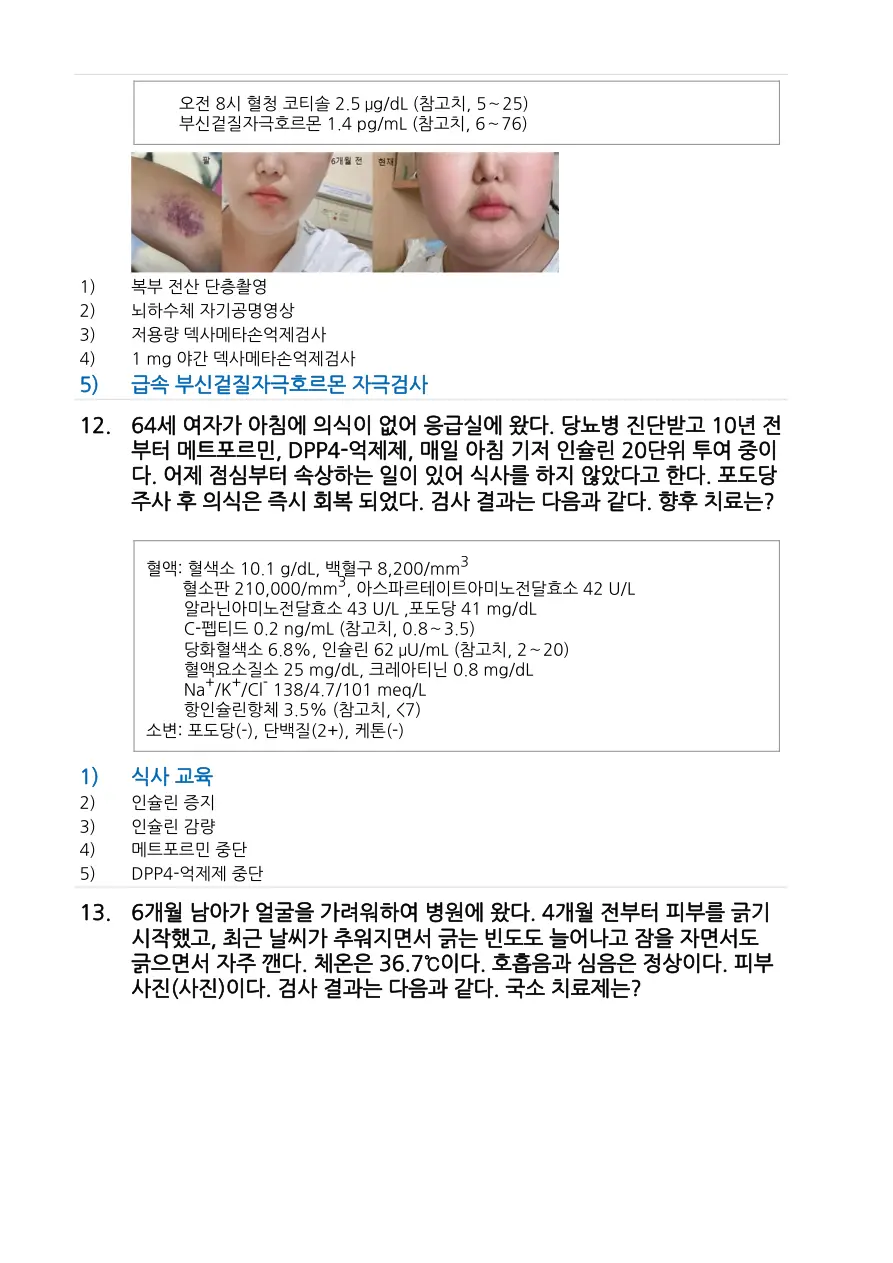 오전 8시 혈청 코티솔 2.5 µg/dL (참고치, 5~25)
부신겉질자극호르몬 1.4 pg/mL (참고치, 6~76)
팔
6개월 전
현재
1) 복부 전산 단층촬영
2) 뇌하수체 자기공명영상
3) 저용량 덱사메타손억제검사
4) 1 mg 야간 덱사메타손억제검사
5) 급속 부신겉질자극호르몬 자극검사
12. 64세 여자가 아침에 의식이 없어 응급실에 왔다. 당뇨병 진단받고 10년 전
부터 메트포르민, DPP4-억제제, 매일 아침 기저 인슐린 20단위 투여 중이
다. 어제 점심부터 속상하는 일이 있어 식사를 하지 않았다고 한다. 포도당
주사 후 의식은 즉시 회복 되었다. 검사 결과는 다음과 같다. 향후 치료는?
혈액: 혈색소 10.1 g/dL, 백혈구 8,200/mm³
혈소판 210,000/mm³, 아스파르테이트아미노전달효소 42 U/L
알라닌아미노전달효소 43 U/L ,포도당 41 mg/dL
C-펩티드 0.2 ng/mL (참고치, 0.8~3.5)
당화혈색소 6.8%, 인슐린 62 µU/mL (참고치, 2~20)
혈액요소질소 25 mg/dL, 크레아티닌 0.8 mg/dL
Na⁺/K⁺/Cl⁻ 138/4.7/101 meq/L
항인슐린항체 3.5% (참고치, <7)
소변: 포도당(-), 단백질(2+), 케톤(-)
1) 식사 교육
2) 인슐린 증지
3) 인슐린 감량
4) 메트포르민 중단
5) DPP4-억제제 중단
13. 6개월 남아가 얼굴을 가려워하여 병원에 왔다. 4개월 전부터 피부를 긁기
시작했고, 최근 날씨가 추워지면서 긁는 빈도도 늘어나고 잠을 자면서도
긁으면서 자주 깬다. 체온은 36.7℃이다. 호흡음과 심음은 정상이다. 피부
사진(사진)이다. 검사 결과는 다음과 같다. 국소 치료제는?